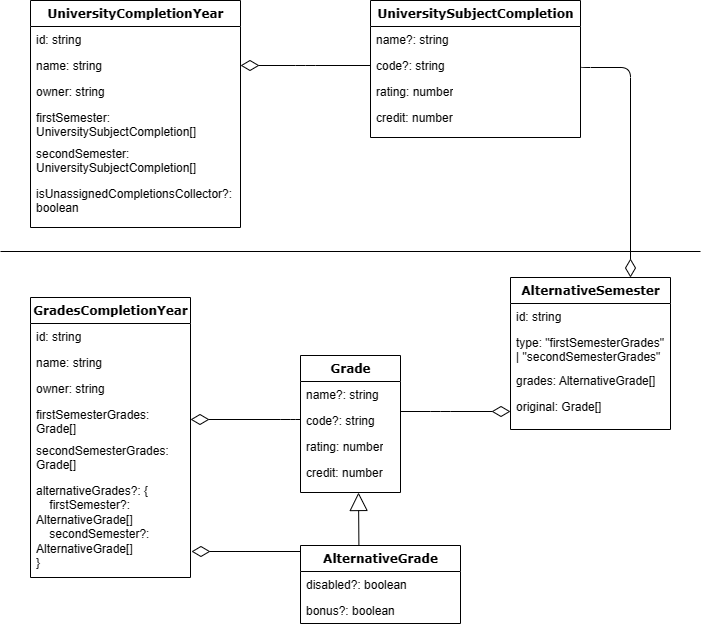 UniversityCompletionYear
id: string
name: string
owner: string
firstSemester:
UniversitySubjectCompletion[]
secondSemester:
UniversitySubjectCompletion[]
isUnassignedCompletionsCollector?:
boolean
UniversitySubjectCompletion
name?: string
code?: string
rating: number
credit: number
AlternativeSemester
id: string
type: "firstSemesterGrades"
| "secondSemesterGrades"
grades: AlternativeGrade[]
original: Grade[]
GradesCompletionYear
id: string
name: string
owner: string
firstSemesterGrades:
Grade[]
secondSemesterGrades:
Grade[]
alternativeGrades?: {
firstSemester?:
AlternativeGrade[]
secondSemester?:
AlternativeGrade[]
}
Grade
name?: string
code?: string
rating: number
credit: number
AlternativeGrade
disabled?: boolean
bonus?: boolean